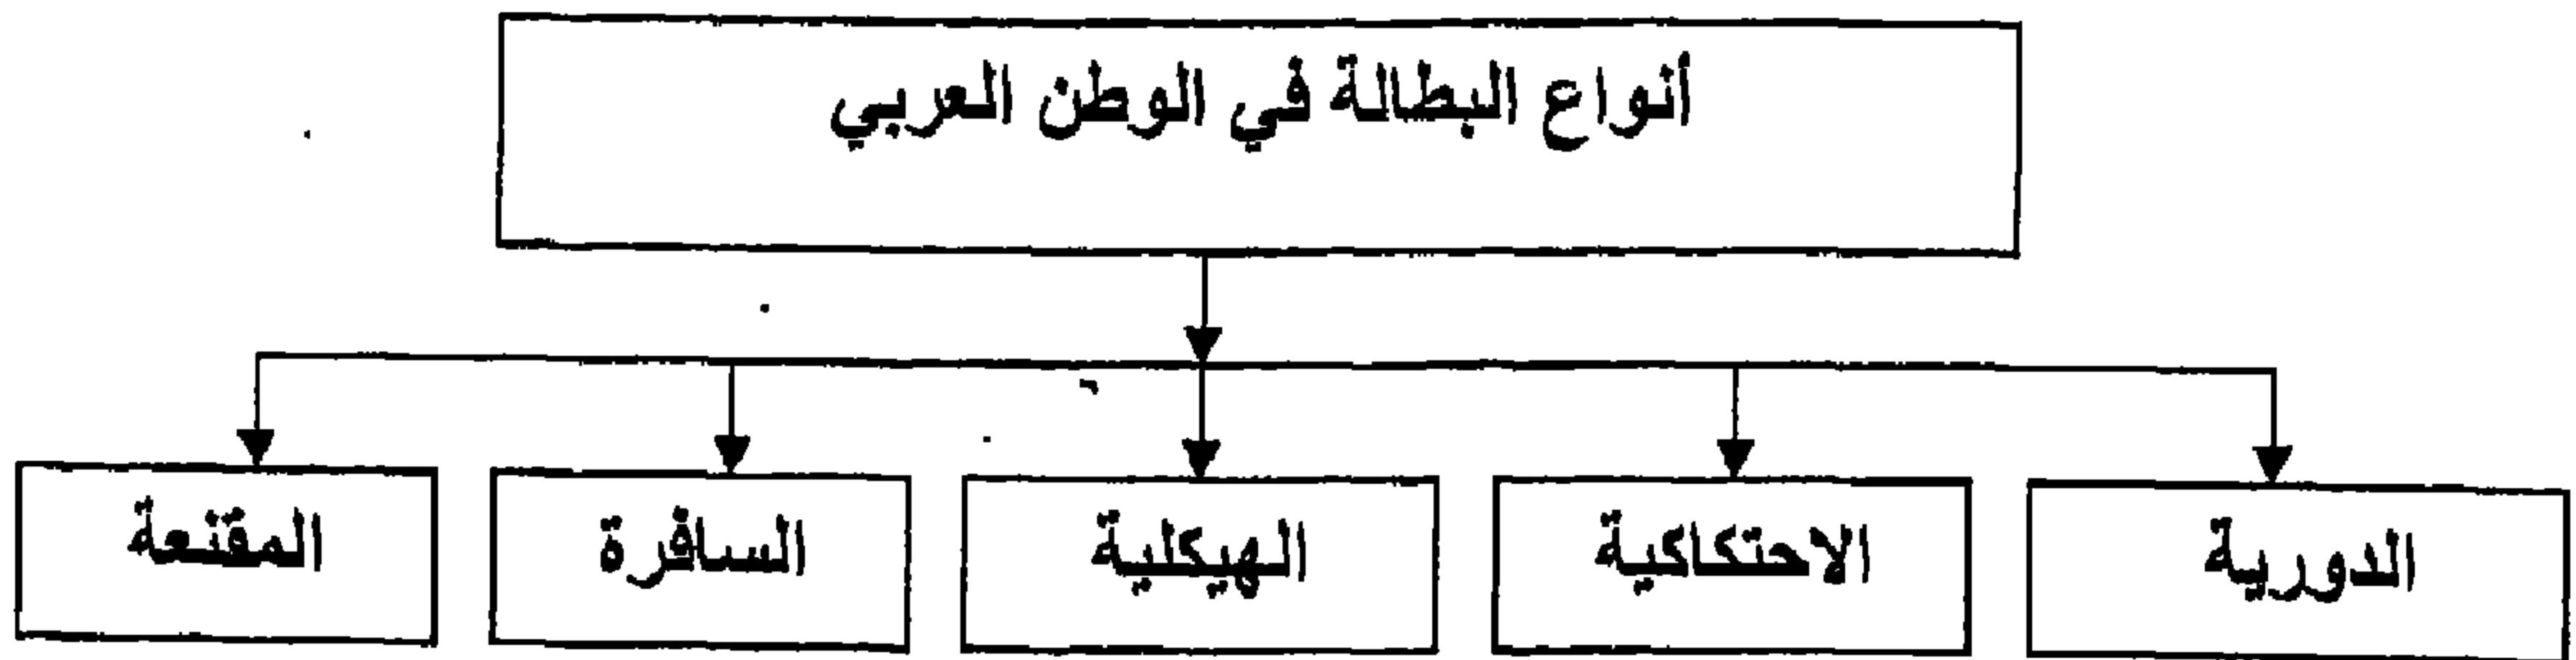 أنواع البطالة في الوطن العربي
الدورية
الاحتكاكية
الهيكلية
السافرة
المقنعة